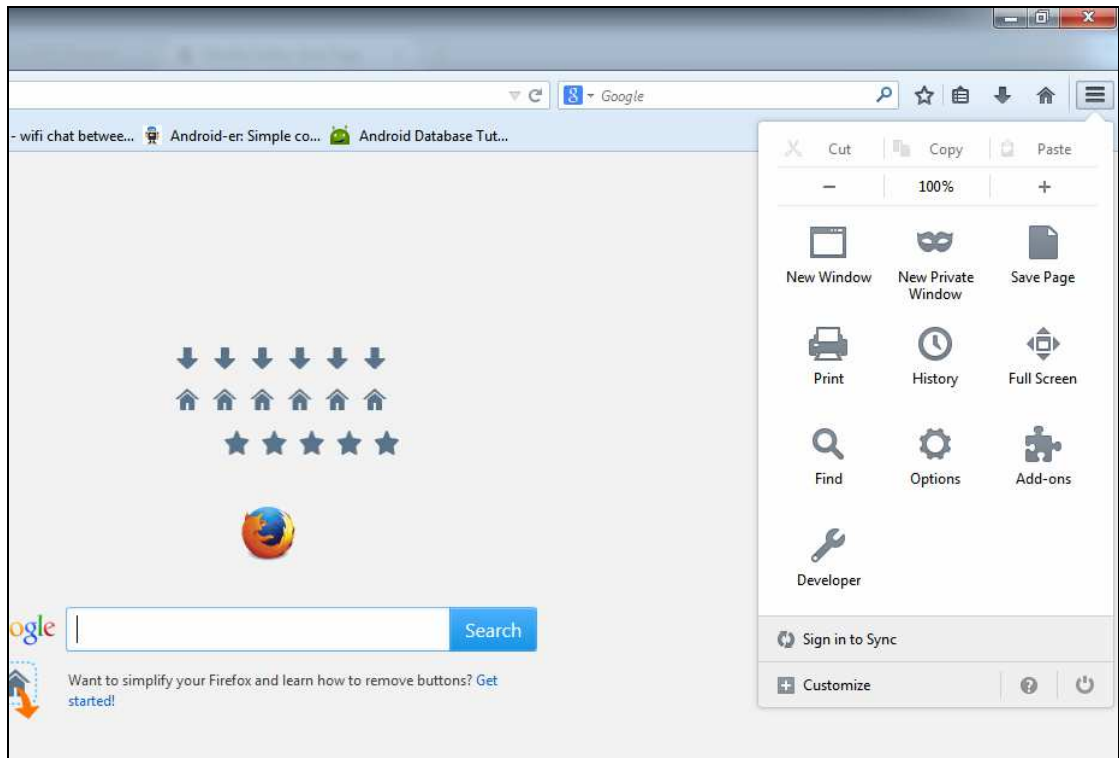 8 Google
- wifi chat betwee... Android-er: Simple co... Android Database Tut...
Cut Copy Paste
− 100% +
New Window New Private Window Save Page
Print History Full Screen
Find Options Add-ons
Developer
ogle Search
Sign in to Sync
Want to simplify your Firefox and learn how to remove buttons? Get
started!
Customize ?